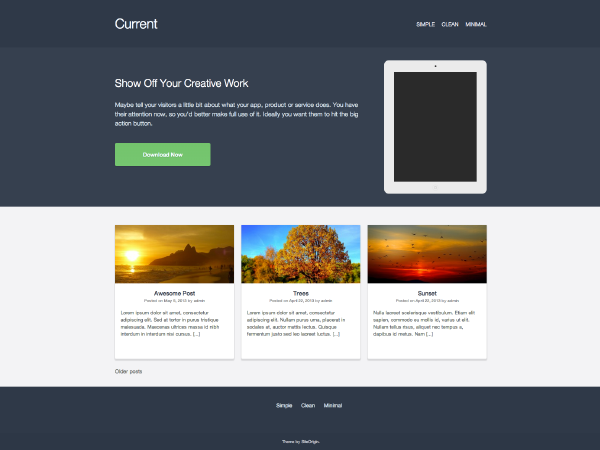 Current
SIMPLE CLEAN MINIMAL
Show Off Your Creative Work
Maybe tell your visitors a little bit about what your app, product or service does. You have
their attention now, so you'd better make full use of it. Ideally you want them to hit the big
action button.
Download Now
Awesome Post
Posted on May 6, 2013 by admin
Lorem ipsum dolor sit amet, consectetur
adipiscing elit. Sed at tortor in purus tristique
malesuada. Maecenas ultrices massa id nibh
interdum in interdum nisi cursus. [...]
Trees
Posted on April 26, 2013 by admin
Lorem ipsum dolor sit amet, consectetur
adipiscing elit. Nullam purus urna, placerat in
sodales et, auctor mattis lectus. Quisque
fermentum justo sed leo laoreet luctus. [...]
Sunset
Posted on April 26, 2013 by admin
Nulla laoreet scelerisque vestibulum. Etiam elit
sapien, commodo eu mollis id, varius ut elit.
Nullam tellus risus, aliquet nec tempus a,
dapibus id metus. Nam [...]
Older posts
Simple Clean Minimal
Theme by SiteOrigin